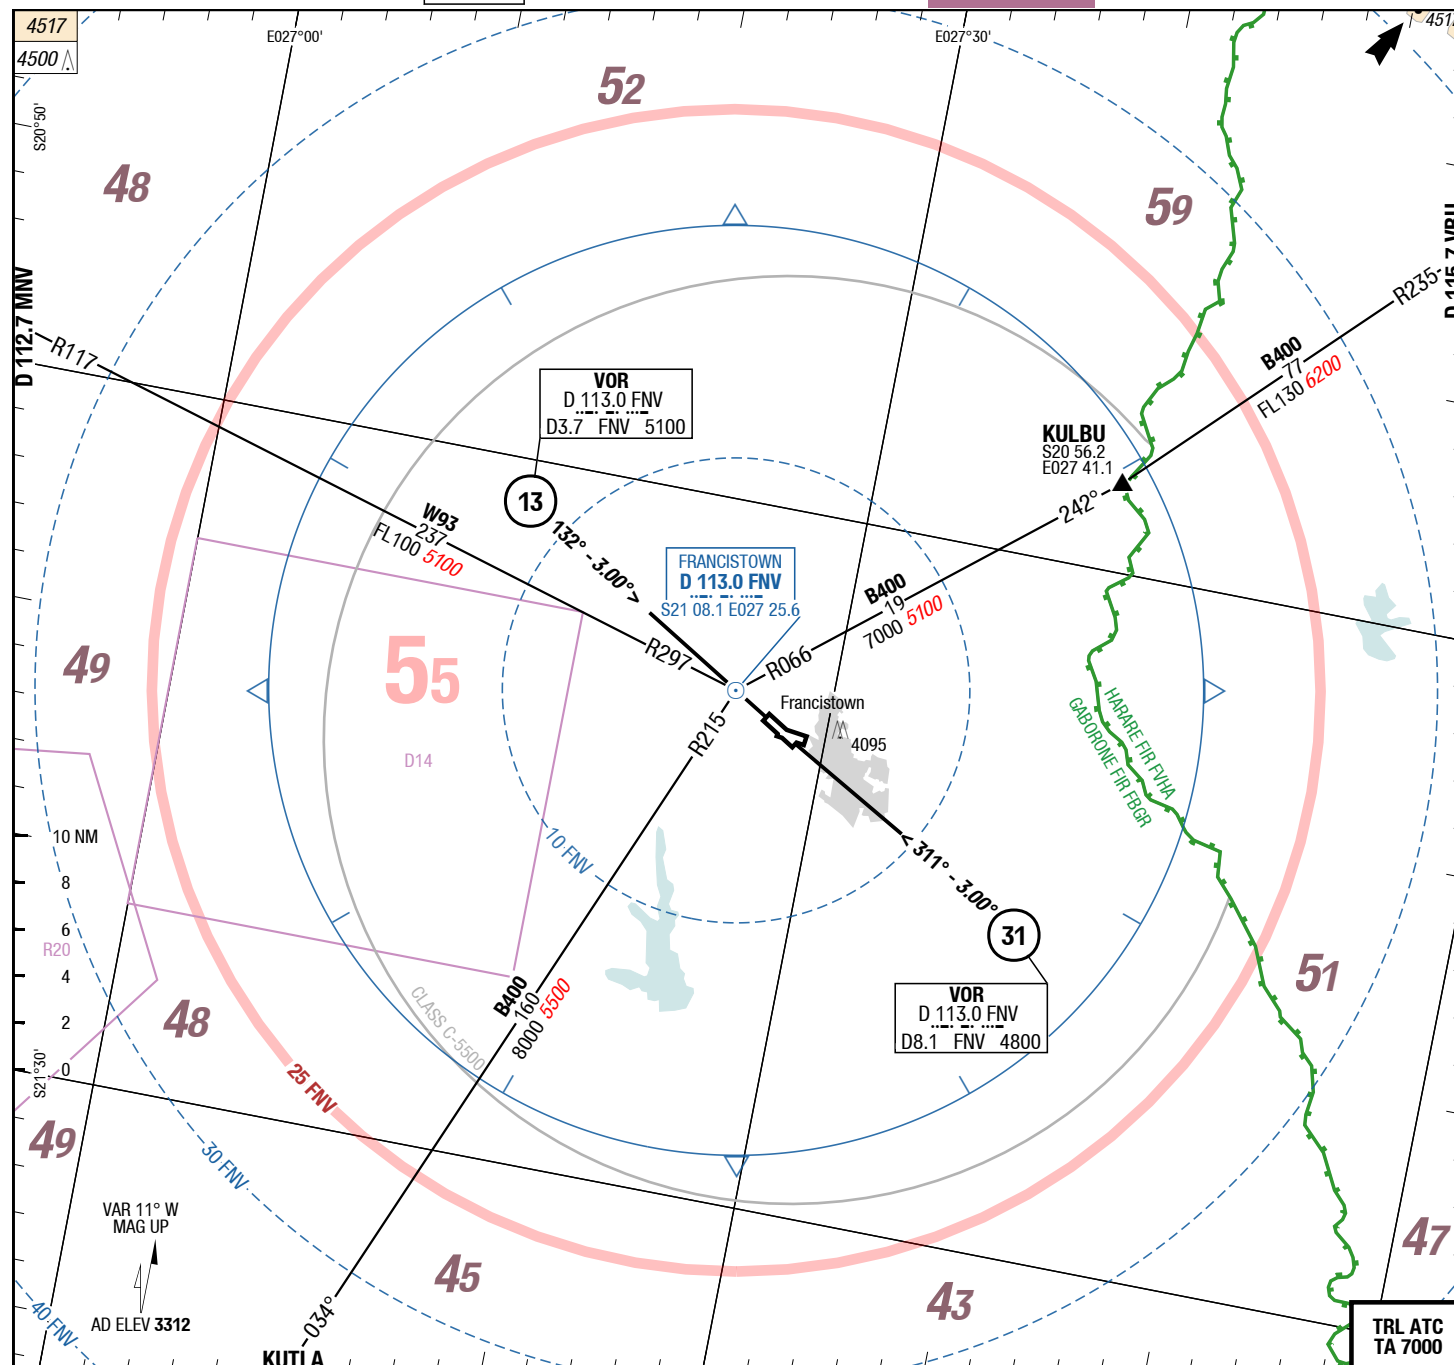 4517
4500
E027°00'
E027°30'
451
S20°50'
52
48
59
D 112.7 MNV
R117
D 115.7 VBU
R235
B400
77
FL130 6200
VOR
D 113.0 FNV
D3.7 FNV 5100
KULBU
S20 56.2
E027 41.1
242°
13
132° - 3.00° >
W93
237
FL100 5100
FRANCISTOWN
D 113.0 FNV
S21 08.1 E027 25.6
B400
19
7000 5100
R297
R066
49
55
D14
R215
Francistown
4095
HARARE FIR FVHA
GABORONE FIR FBGR
10 FNV
10 NM
8
6
4
2
0
R20
< 311° - 3.00°
31
VOR
D 113.0 FNV
D8.1 FNV 4800
51
48
B400
160
8000 5500
CLASS C-5500
S21°30'
25 FNV
49
30 FNV
VAR 11° W
MAG UP
AD ELEV 3312
45
43
47
40 FNV
034°
KUTLA
TRL ATC
TA 7000